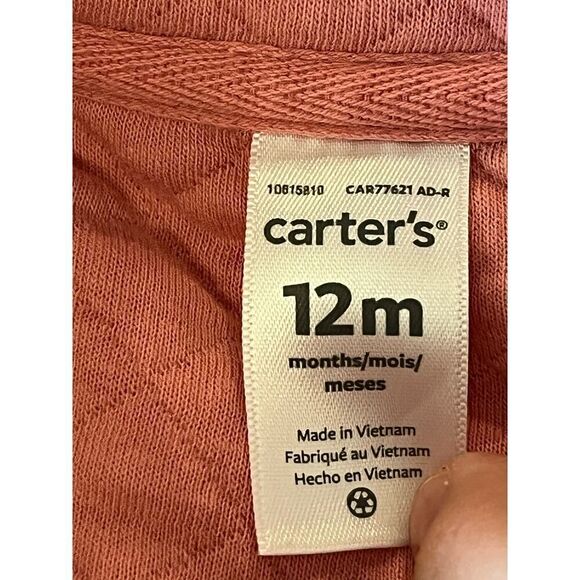 10615810 CAR77621 AD-R
carter's®
12m
months/mois/
meses
Made in Vietnam
Fabriqué au Vietnam
Hecho en Vietnam